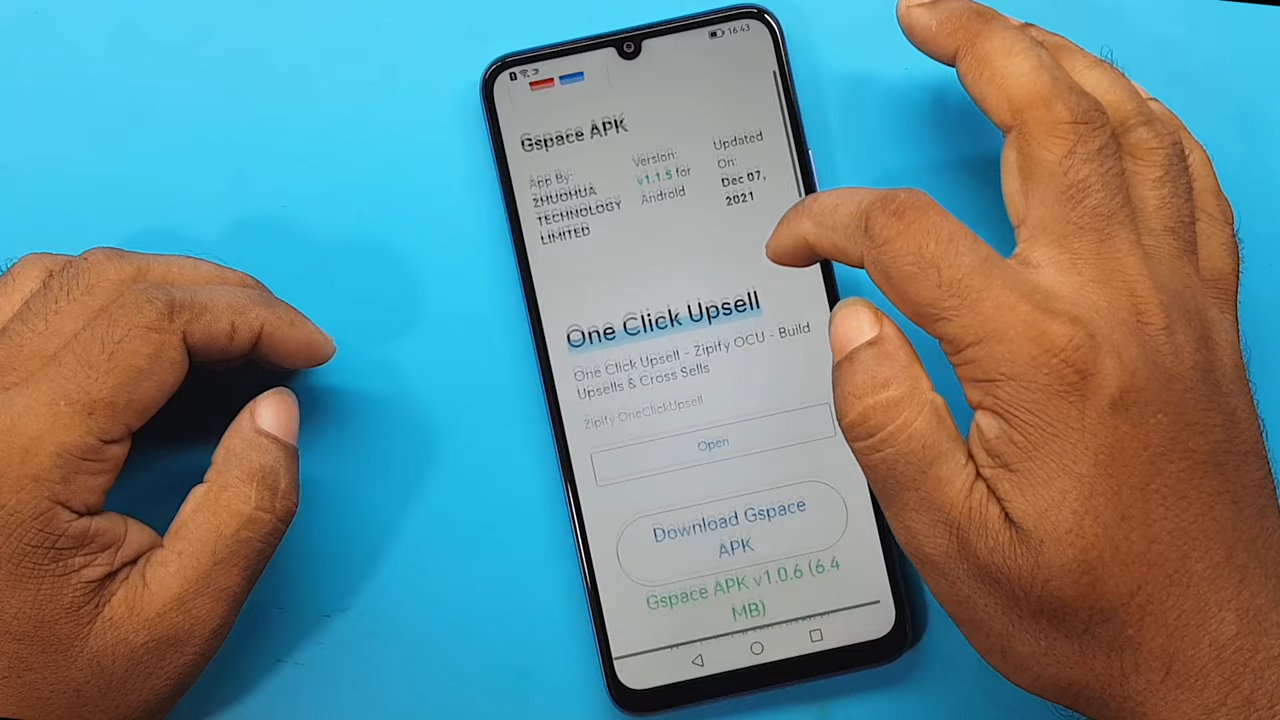 16:43
Gspace APK
App By:
ZHUOHUA
TECHNOLOGY
LIMITED
Version:
v1.1.5 for
Android
Updated
On:
Dec 07,
2021
One Click Upsell
One Click Upsell - Zipify OCU - Build
Upsells & Cross Sells
Zipify OneClickUpsell
Open
Download Gspace
APK
Gspace APK v1.0.6 (6.4
MB)